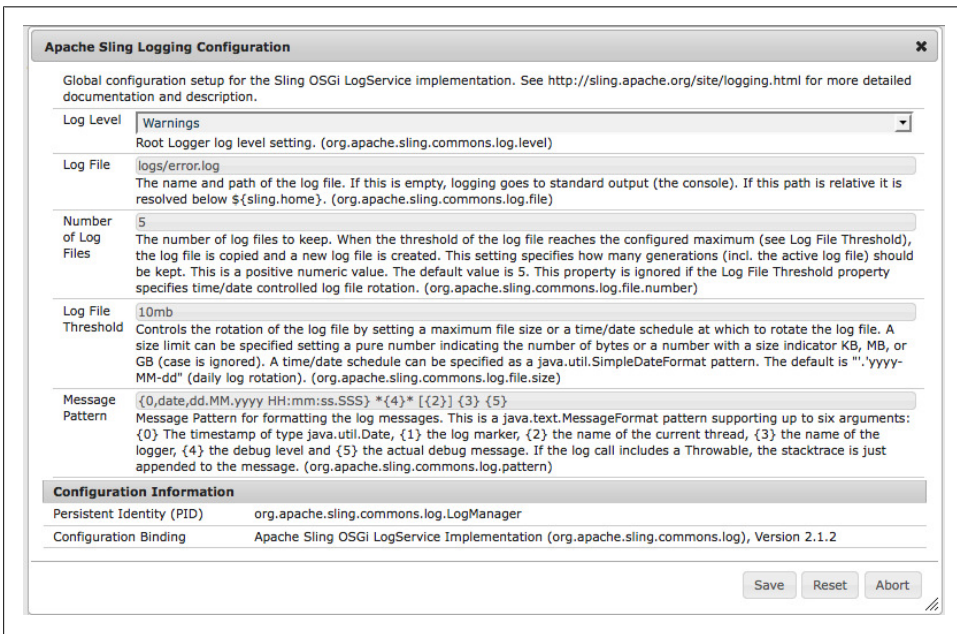 Apache Sling Logging Configuration
Global configuration setup for the Sling OSGi LogService implementation. See http://sling.apache.org/site/logging.html for more detailed
documentation and description.
Log Level
Warnings
Root Logger log level setting. (org.apache.sling.commons.log.level)
Log File
logs/error.log
The name and path of the log file. If this is empty, logging goes to standard output (the console). If this path is relative it is
resolved below ${sling.home}. (org.apache.sling.commons.log.file)
Number
of Log
Files
5
The number of log files to keep. When the threshold of the log file reaches the configured maximum (see Log File Threshold),
the log file is copied and a new log file is created. This setting specifies how many generations (incl. the active log file) should
be kept. This is a positive numeric value. The default value is 5. This property is ignored if the Log File Threshold property
specifies time/date controlled log file rotation. (org.apache.sling.commons.log.file.number)
Log File
Threshold
10mb
Controls the rotation of the log file by setting a maximum file size or a time/date schedule at which to rotate the log file. A
size limit can be specified setting a pure number indicating the number of bytes or a number with a size indicator KB, MB, or
GB (case is ignored). A time/date schedule can be specified as a java.util.SimpleDateFormat pattern. The default is "'.'yyyy-
MM-dd" (daily log rotation). (org.apache.sling.commons.log.file.size)
Message
Pattern
{0,date,dd.MM.yyyy HH:mm:ss.SSS} *{4}* [{2}] {3} {5}
Message Pattern for formatting the log messages. This is a java.text.MessageFormat pattern supporting up to six arguments:
{0} The timestamp of type java.util.Date, {1} the log marker, {2} the name of the current thread, {3} the name of the
logger, {4} the debug level and {5} the actual debug message. If the log call includes a Throwable, the stacktrace is just
appended to the message. (org.apache.sling.commons.log.pattern)
Configuration Information
Persistent Identity (PID) org.apache.sling.commons.log.LogManager
Configuration Binding Apache Sling OSGi LogService Implementation (org.apache.sling.commons.log), Version 2.1.2
Save Reset Abort